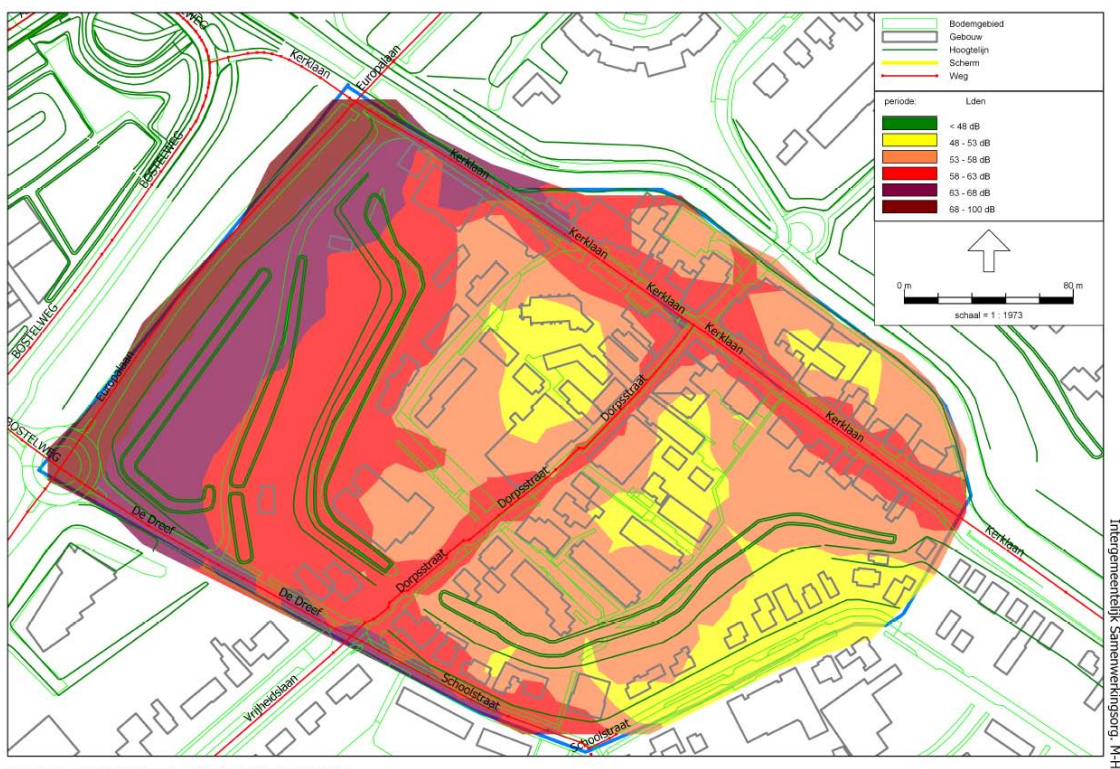 Bodemgebied
Gebouw
Hoogtelijn
Scherm
Weg
periode: Lden
< 48 dB
48 - 53 dB
53 - 58 dB
58 - 63 dB
63 - 68 dB
68 - 100 dB
0 m 80 m
schaal = 1 : 1973
Kerklaan
Europalaan
BOSTELWEG
Kerklaan
Kerklaan
Kerklaan
Kerklaan
Kerklaan
Kerklaan
BOSTELWEG
Europalaan
BOSTELWEG
Dorpsstraat
Dorpsstraat
Dorpsstraat
De Dreef
De Dreef
Schoolstraat
Schoolstraat
Vrijheidslaan
Intergemeentelijk Samenwerkingsorg. M-H